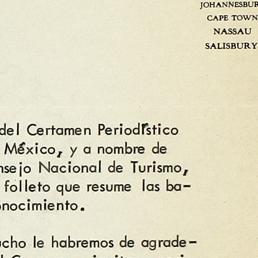 JOHANNESBUR
CAPE TOWN
NASSAU
SALISBURY
del Certamen Periodístico
México, y a nombre de
nsejo Nacional de Turismo,
folleto que resume las ba-
onocimiento.
ucho le habremos de agrade-